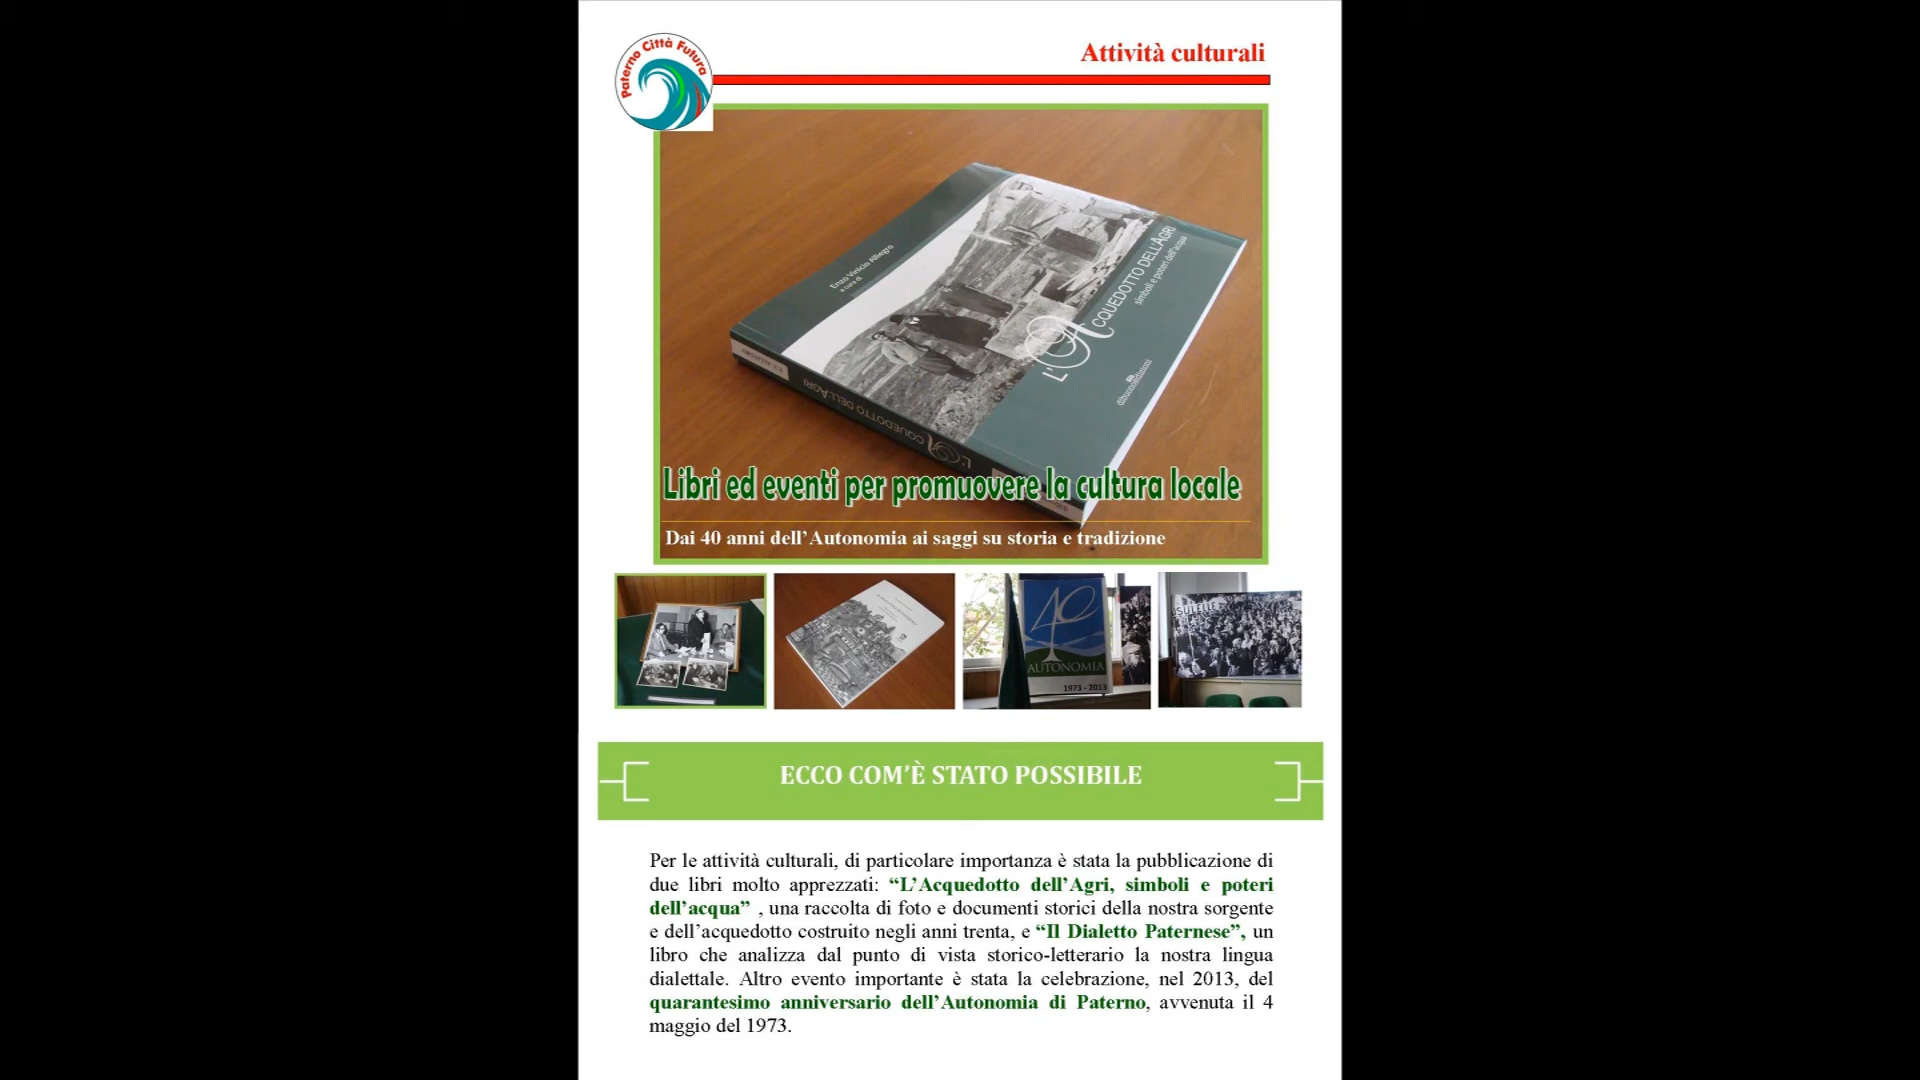 Paterno Città Futura
Attività culturali
Enzo Vinicio Alliegro
a cura di
L'ACQUEDOTTO DELL'AGRI
simboli e poteri dell'acqua
L'ACQUEDOTTO DELL'AGRI
Libri ed eventi per promuovere la cultura locale
Dai 40 anni dell'Autonomia ai saggi su storia e tradizione
40
AUTONOMIA
1973 - 2013
ECCO COM'È STATO POSSIBILE
Per le attività culturali, di particolare importanza è stata la pubblicazione di
due libri molto apprezzati: “L'Acquedotto dell'Agri, simboli e poteri
dell'acqua” , una raccolta di foto e documenti storici della nostra sorgente
e dell'acquedotto costruito negli anni trenta, e “Il Dialetto Paternese”, un
libro che analizza dal punto di vista storico-letterario la nostra lingua
dialettale. Altro evento importante è stata la celebrazione, nel 2013, del
quarantesimo anniversario dell'Autonomia di Paterno, avvenuta il 4
maggio del 1973.